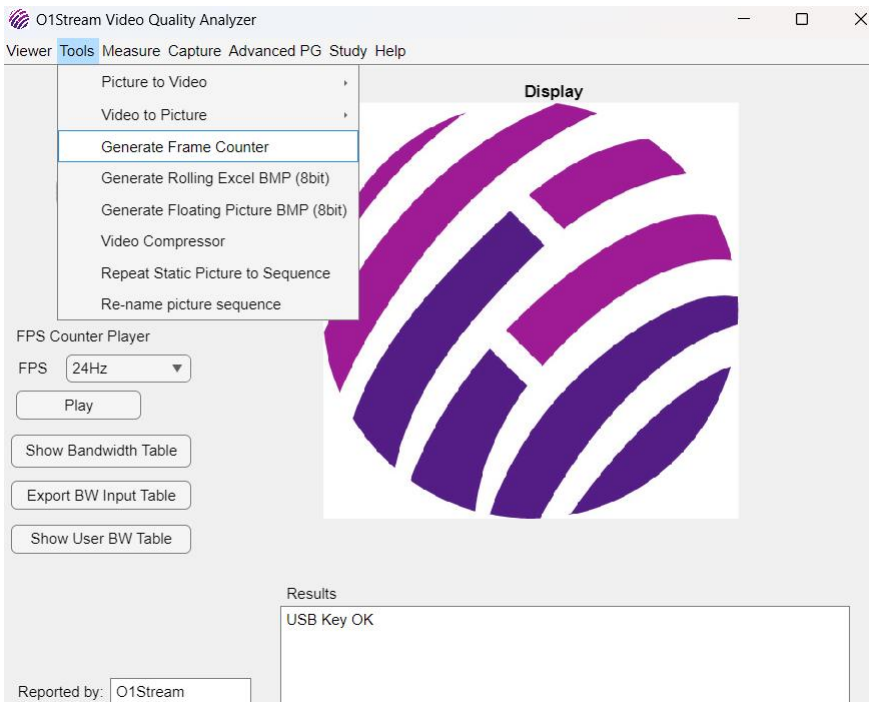 O1Stream Video Quality Analyzer
Viewer Tools Measure Capture Advanced PG Study Help
Picture to Video
Video to Picture
Generate Frame Counter
Generate Rolling Excel BMP (8bit)
Generate Floating Picture BMP (8bit)
Video Compressor
Repeat Static Picture to Sequence
Re-name picture sequence
Display
FPS Counter Player
FPS 24Hz
Play
Show Bandwidth Table
Export BW Input Table
Show User BW Table
Results
USB Key OK
Reported by: O1Stream